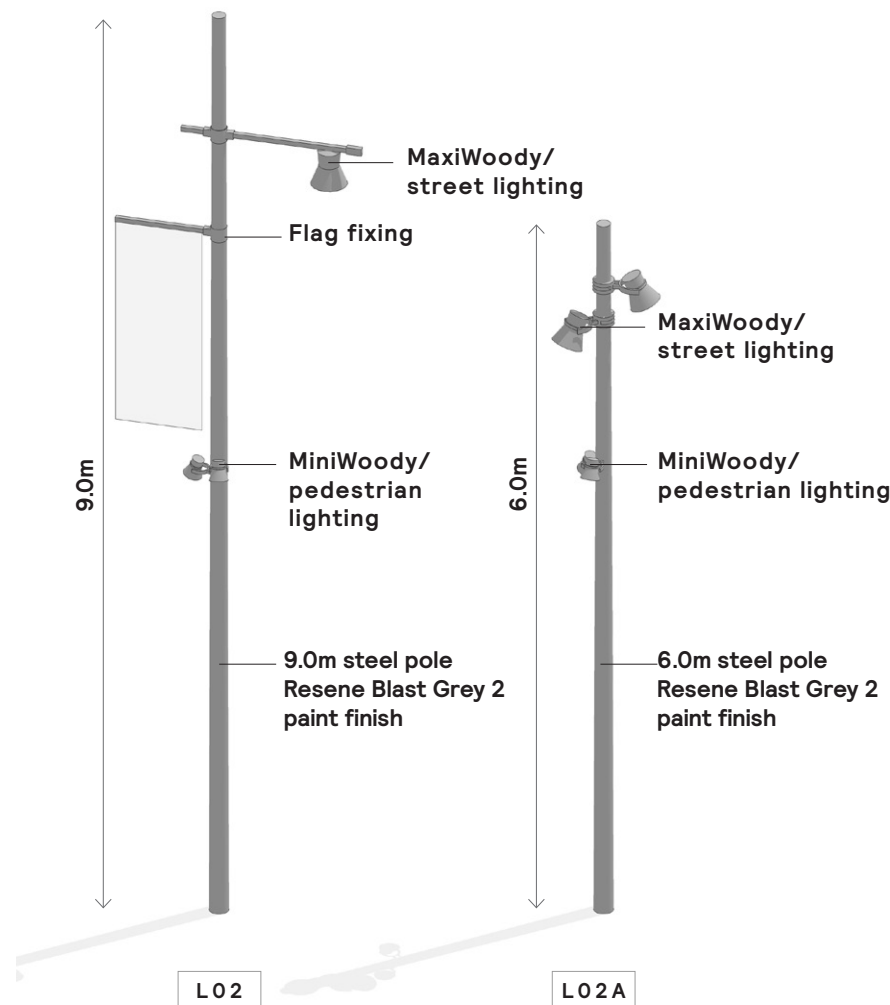 MaxiWoody/
street lighting
Flag fixing
9.0m
MiniWoody/
pedestrian
lighting
9.0m steel pole
Resene Blast Grey 2
paint finish
L02
MaxiWoody/
street lighting
6.0m
MiniWoody/
pedestrian lighting
6.0m steel pole
Resene Blast Grey 2
paint finish
L02A